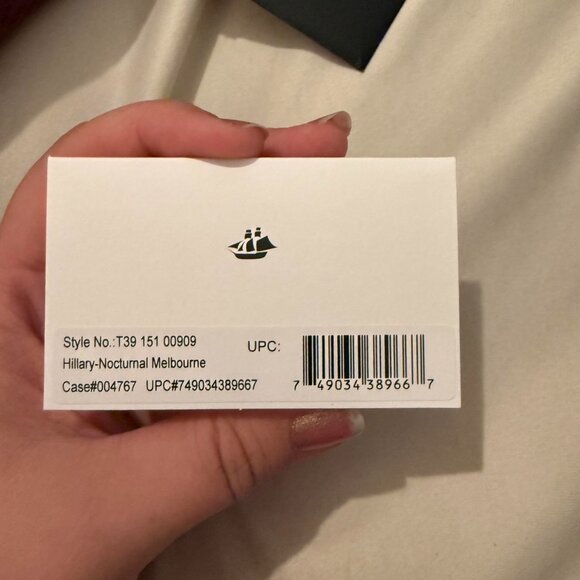 Style No.:T39 151 00909
Hillary-Nocturnal Melbourne
Case#004767 UPC#749034389667
UPC:
7 49034 38966 7